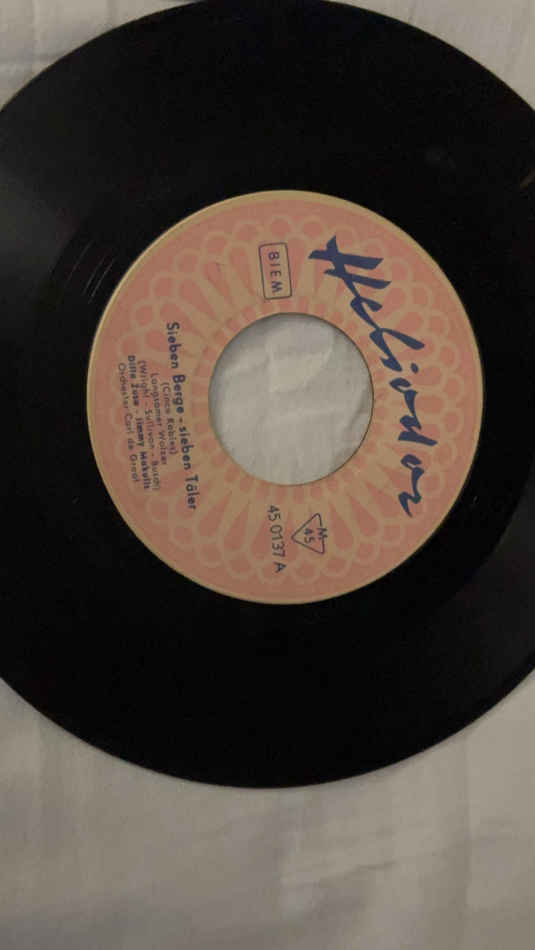 Heliodor
BIEM
M
45
45 0137 A
Sieben Berge - sieben Täler
(Cinco Robles)
Langsamer Walzer
(Wright - Sullivan - Busch)
Ditta Zusa - Jimmy Makulis
Orchester Carl de Groof